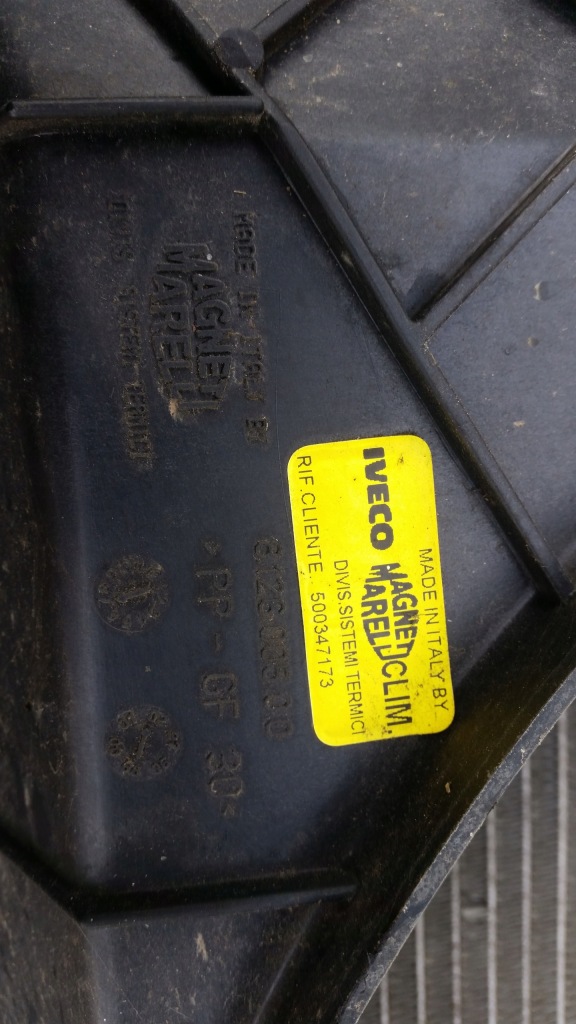 MADE IN ITALY BY
MAGNETI
MARELLI
MADE IN ITALY BY
IVECO MAGNETI MARELLI CLIM.
DIVIS.SISTEMI TERMICI
RIF.CLIENTE. 500347173
>PP-GF 30<